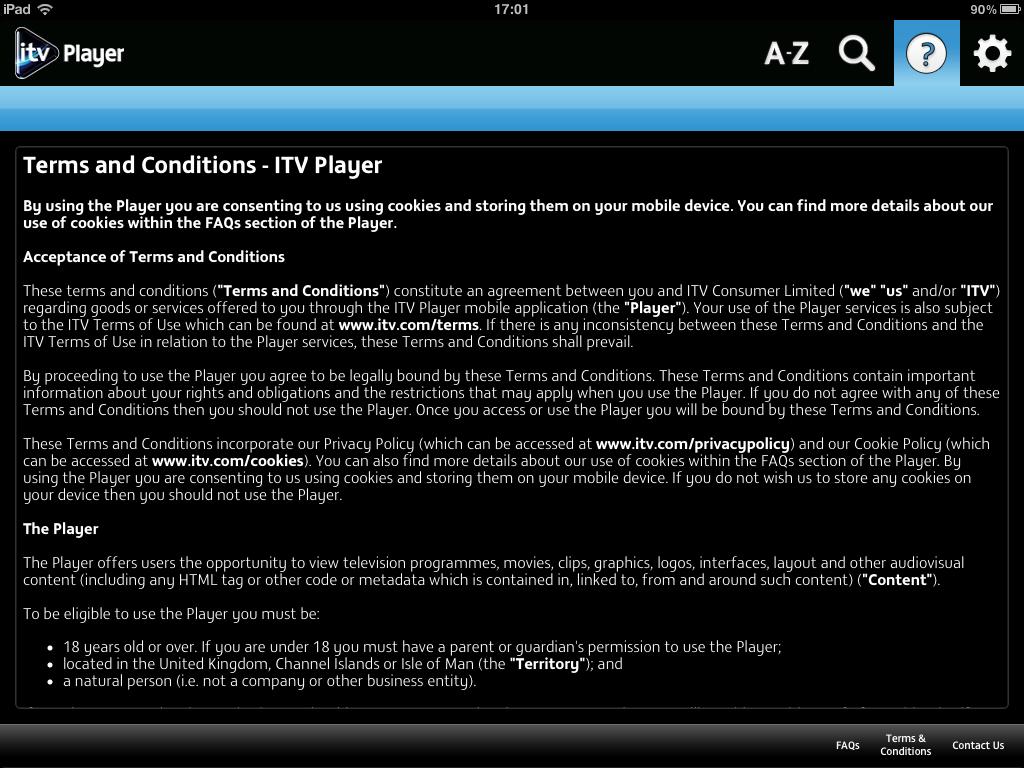 iPad 17:01 90%
itv Player A-Z ?
Terms and Conditions - ITV Player
By using the Player you are consenting to us using cookies and storing them on your mobile device. You can find more details about our
use of cookies within the FAQs section of the Player.
Acceptance of Terms and Conditions
These terms and conditions ("Terms and Conditions") constitute an agreement between you and ITV Consumer Limited ("we" "us" and/or "ITV")
regarding goods or services offered to you through the ITV Player mobile application (the "Player"). Your use of the Player services is also subject
to the ITV Terms of Use which can be found at www.itv.com/terms. If there is any inconsistency between these Terms and Conditions and the
ITV Terms of Use in relation to the Player services, these Terms and Conditions shall prevail.
By proceeding to use the Player you agree to be legally bound by these Terms and Conditions. These Terms and Conditions contain important
information about your rights and obligations and the restrictions that may apply when you use the Player. If you do not agree with any of these
Terms and Conditions then you should not use the Player. Once you access or use the Player you will be bound by these Terms and Conditions.
These Terms and Conditions incorporate our Privacy Policy (which can be accessed at www.itv.com/privacypolicy) and our Cookie Policy (which
can be accessed at www.itv.com/cookies). You can also find more details about our use of cookies within the FAQs section of the Player. By
using the Player you are consenting to us using cookies and storing them on your mobile device. If you do not wish us to store any cookies on
your device then you should not use the Player.
The Player
The Player offers users the opportunity to view television programmes, movies, clips, graphics, logos, interfaces, layout and other audiovisual
content (including any HTML tag or other code or metadata which is contained in, linked to, from and around such content) ("Content").
To be eligible to use the Player you must be:
• 18 years old or over. If you are under 18 you must have a parent or guardian's permission to use the Player;
• located in the United Kingdom, Channel Islands or Isle of Man (the "Territory"); and
• a natural person (i.e. not a company or other business entity).
FAQs Terms & Conditions Contact Us